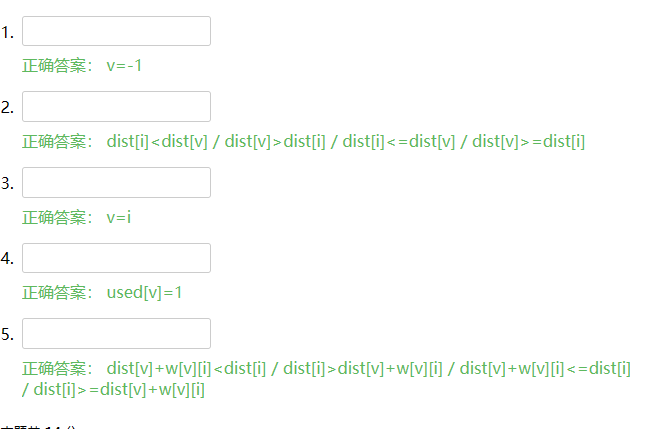 1.
正确答案： v=-1
2.
正确答案： dist[i]<dist[v] / dist[v]>dist[i] / dist[i]<=dist[v] / dist[v]>=dist[i]
3.
正确答案： v=i
4.
正确答案： used[v]=1
5.
正确答案： dist[v]+w[v][i]<dist[i] / dist[i]>dist[v]+w[v][i] / dist[v]+w[v][i]<=dist[i]
/ dist[i]>=dist[v]+w[v][i]